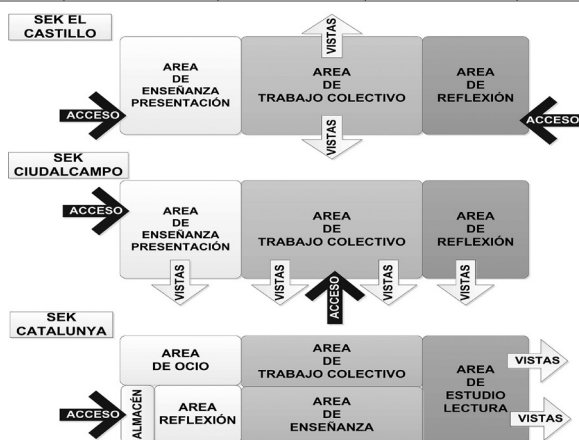 SEK EL
CASTILLO
AREA
DE
ENSEÑANZA
PRESENTACIÓN
VISTAS
AREA
DE
TRABAJO COLECTIVO
AREA
DE
REFLEXIÓN
ACCESO
ACCESO
VISTAS
SEK
CIUDALCAMPO
ACCESO
AREA
DE
ENSEÑANZA
PRESENTACIÓN
AREA
DE
TRABAJO COLECTIVO
AREA
DE
REFLEXIÓN
VISTAS
VISTAS
ACCESO
VISTAS
VISTAS
SEK
CATALUNYA
AREA
DE OCIO
AREA
DE
TRABAJO COLECTIVO
AREA
DE
ESTUDIO
LECTURA
VISTAS
ACCESO
ALMACÉN
AREA
REFLEXIÓN
AREA
DE
ENSEÑANZA
VISTAS